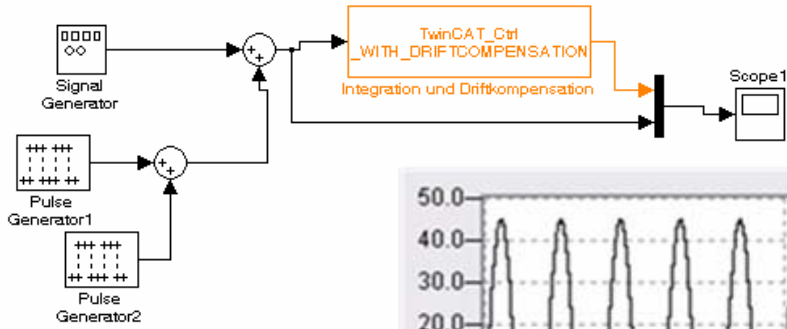 TwinCAT_Ctrl
_WITH_DRIFTCOMPENSATION
Integration und Driftkompensation
Signal
Generator
Scope1
Pulse
Generator1
Pulse
Generator2
50.0
40.0
30.0
20.0